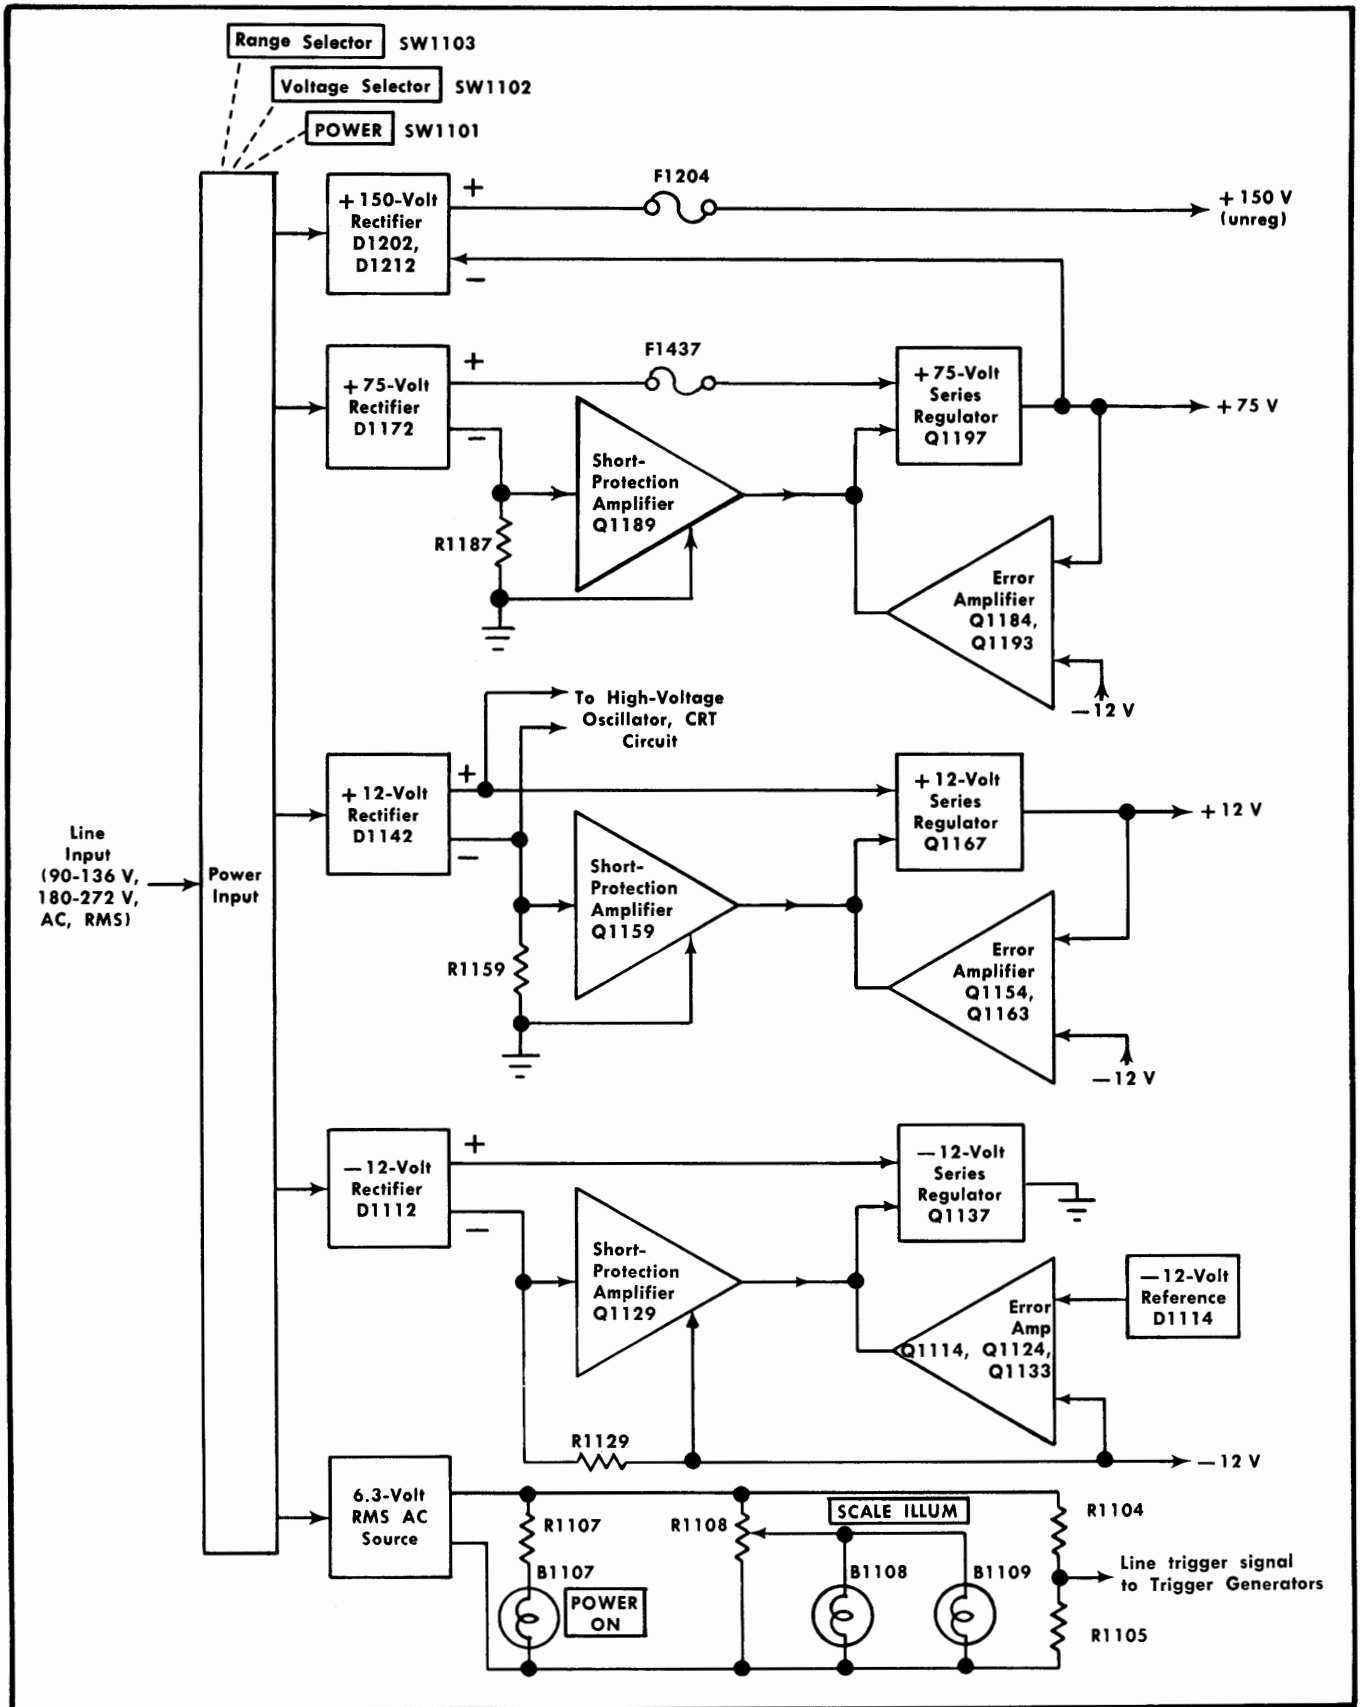 Range Selector SW1103
Voltage Selector SW1102
POWER SW1101
F1204
+150-Volt
Rectifier
D1202,
D1212
+
−
+150 V
(unreg)
F1437
+75-Volt
Rectifier
D1172
+
−
+75-Volt
Series
Regulator
Q1197
+75 V
Short-
Protection
Amplifier
Q1189
R1187
Error
Amplifier
Q1184,
Q1193
−12 V
To High-Voltage
Oscillator, CRT
Circuit
+12-Volt
Rectifier
D1142
+
−
+12-Volt
Series
Regulator
Q1167
+12 V
Line
Input
(90-136 V,
180-272 V,
AC, RMS)
Power
Input
Short-
Protection
Amplifier
Q1159
R1159
Error
Amplifier
Q1154,
Q1163
−12 V
−12-Volt
Rectifier
D1112
+
−
−12-Volt
Series
Regulator
Q1137
Short-
Protection
Amplifier
Q1129
Error
Amp
Q1114, Q1124,
Q1133
−12-Volt
Reference
D1114
R1129
−12 V
6.3-Volt
RMS AC
Source
R1107
B1107
POWER
ON
R1108
SCALE ILLUM
B1108
B1109
R1104
Line trigger signal
to Trigger Generators
R1105